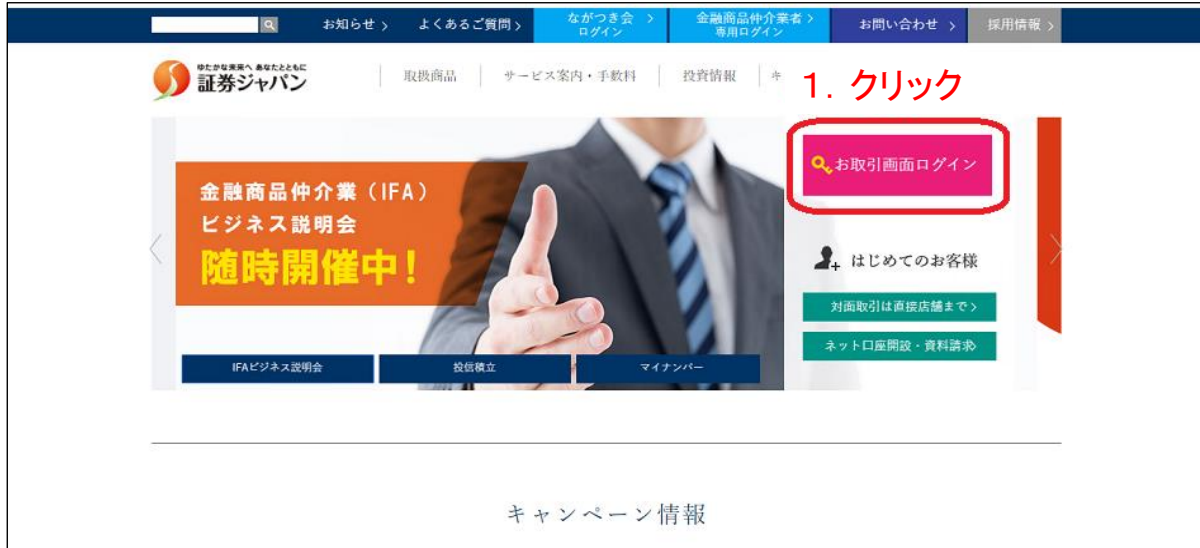 お知らせ >
よくあるご質問 >
ながつき会 >
ログイン
金融商品仲介業者 >
専用ログイン
お問い合わせ >
採用情報 >
ゆたかな未来へ あなたとともに
証券ジャパン
取扱商品
サービス案内・手数料
投資情報
キ
1. クリック
お取引画面ログイン
金融商品仲介業(IFA)
ビジネス説明会
随時開催中!
はじめてのお客様
対面取引は直接店舗まで >
ネット口座開設・資料請求 >
IFAビジネス説明会
投信積立
マイナンバー
キャンペーン情報